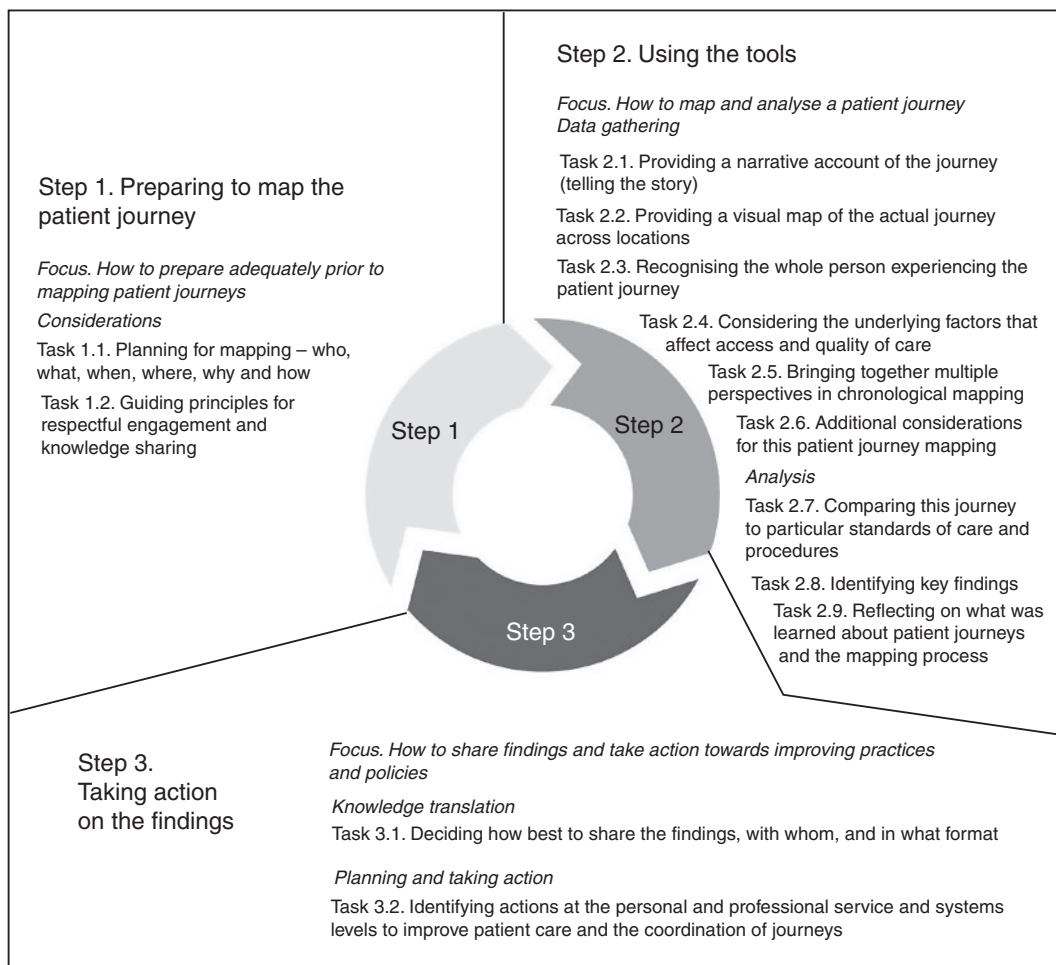 Step 1. Preparing to map the
patient journey
Focus. How to prepare adequately prior to
mapping patient journeys
Considerations
Task 1.1. Planning for mapping – who,
what, when, where, why and how
Task 1.2. Guiding principles for
respectful engagement and
knowledge sharing
Step 2. Using the tools
Focus. How to map and analyse a patient journey
Data gathering
Task 2.1. Providing a narrative account of the journey
(telling the story)
Task 2.2. Providing a visual map of the actual journey
across locations
Task 2.3. Recognising the whole person experiencing the
patient journey
Task 2.4. Considering the underlying factors that
affect access and quality of care
Task 2.5. Bringing together multiple
perspectives in chronological mapping
Task 2.6. Additional considerations
for this patient journey mapping
Analysis
Task 2.7. Comparing this journey
to particular standards of care and
procedures
Task 2.8. Identifying key findings
Task 2.9. Reflecting on what was
learned about patient journeys
and the mapping process
Step 1
Step 2
Step 3
Step 3.
Taking action
on the findings
Focus. How to share findings and take action towards improving practices
and policies
Knowledge translation
Task 3.1. Deciding how best to share the findings, with whom, and in what format
Planning and taking action
Task 3.2. Identifying actions at the personal and professional service and systems
levels to improve patient care and the coordination of journeys